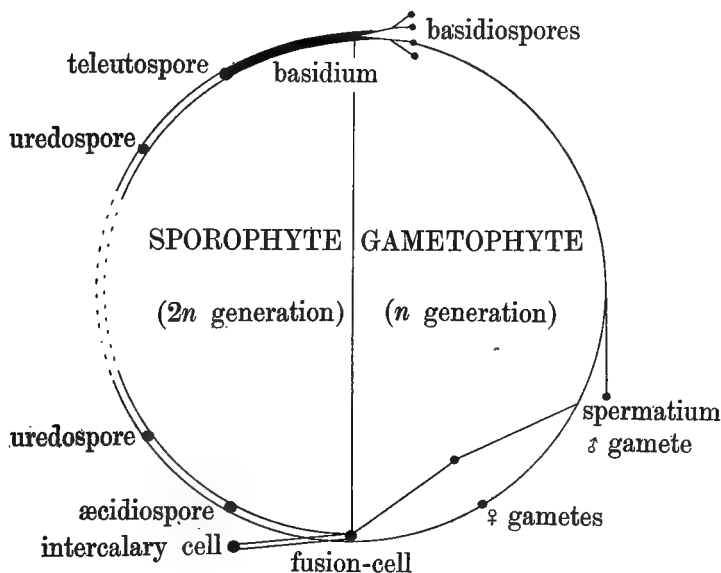 basidiospores
teleutospore
basidium
uredospore
SPOROPHYTE
GAMETOPHYTE
(2n generation)
(n generation)
spermatium
♂ gamete
uredospore
æcidiospore
♀ gametes
intercalary cell
fusion-cell